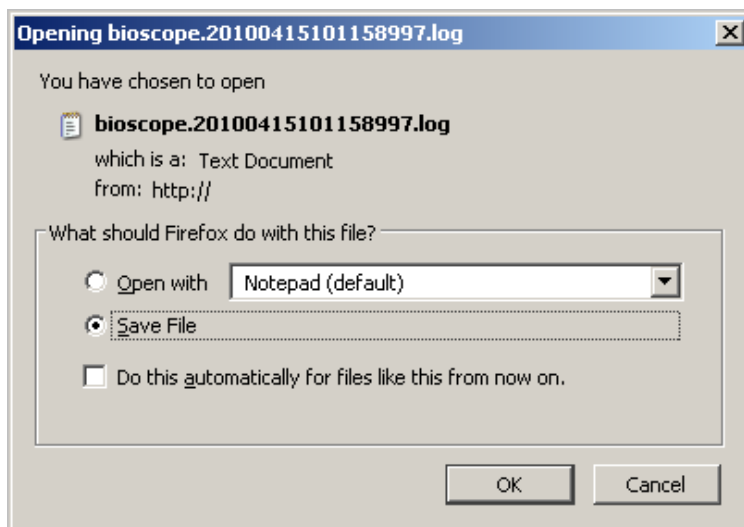 Opening bioscope.20100415101158997.log
You have chosen to open
bioscope.20100415101158997.log
which is a: Text Document
from: http://
What should Firefox do with this file?
Open with Notepad (default)
Save File
Do this automatically for files like this from now on.
OK Cancel